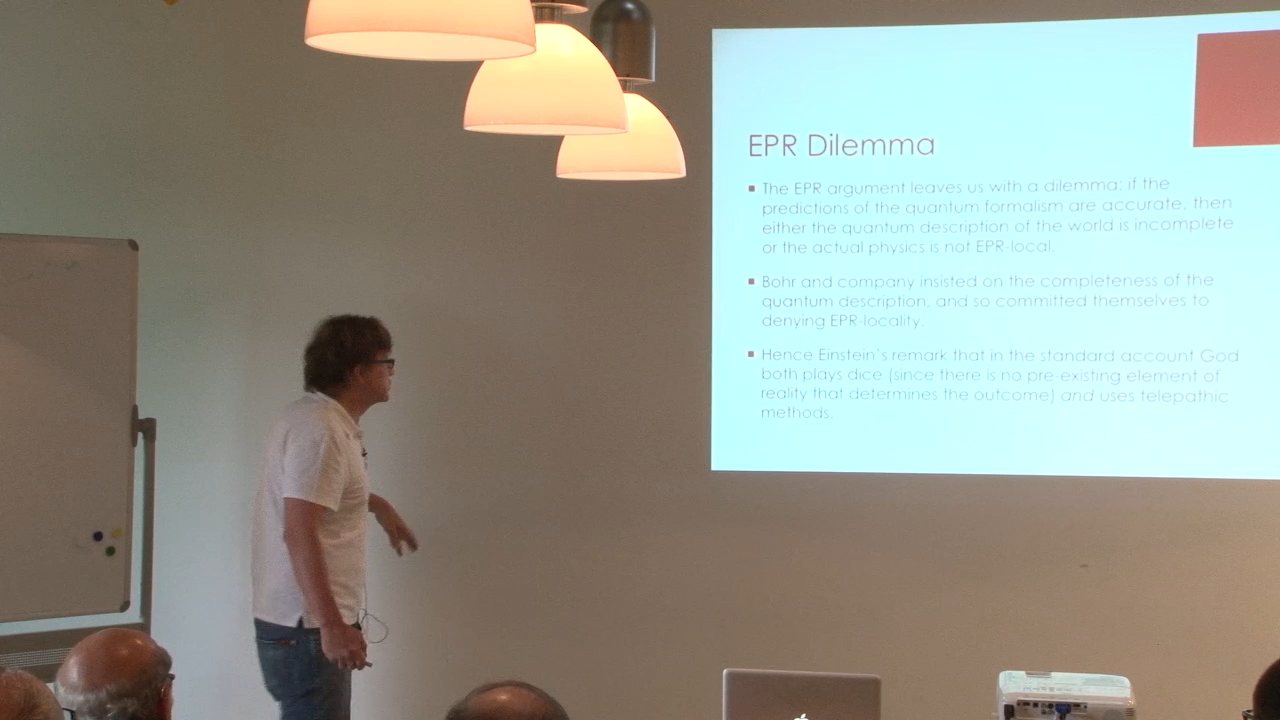 EPR Dilemma
The EPR argument leaves us with a dilemma: if the
predictions of the quantum formalism are accurate, then
either the quantum description of the world is incomplete
or the actual physics is not EPR-local.
Bohr and company insisted on the completeness of the
quantum description, and so committed themselves to
denying EPR-locality.
Hence Einstein's remark that in the standard account God
both plays dice (since there is no pre-existing element of
reality that determines the outcome) and uses telepathic
methods.